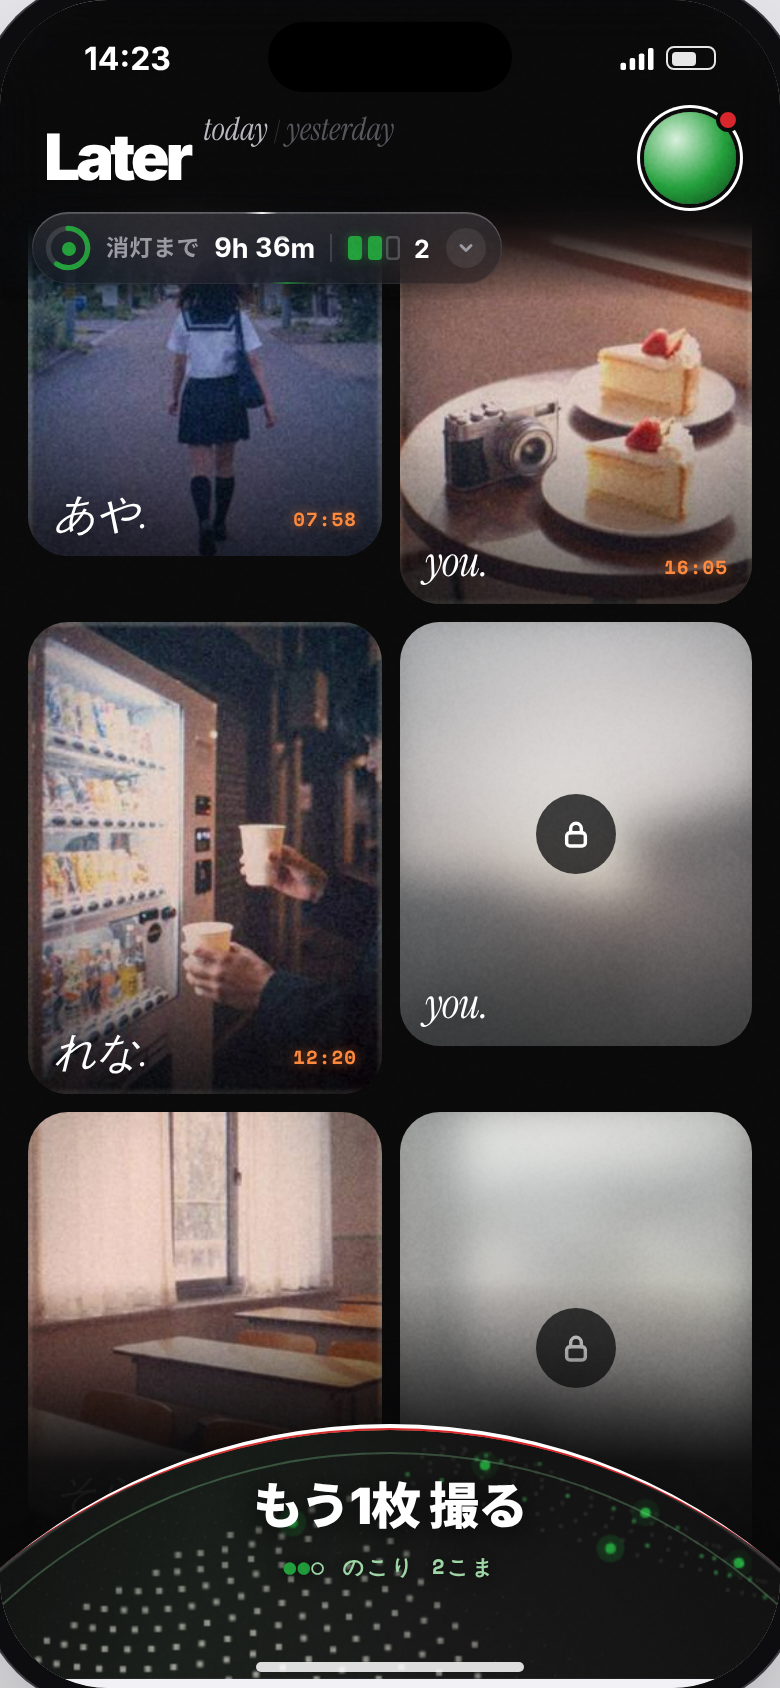 14:23
Later today / yesterday
消灯まで 9h 36m 2
あや. 07:58
you. 16:05
れな. 12:20
you.
もう1枚 撮る
のこり 2こま